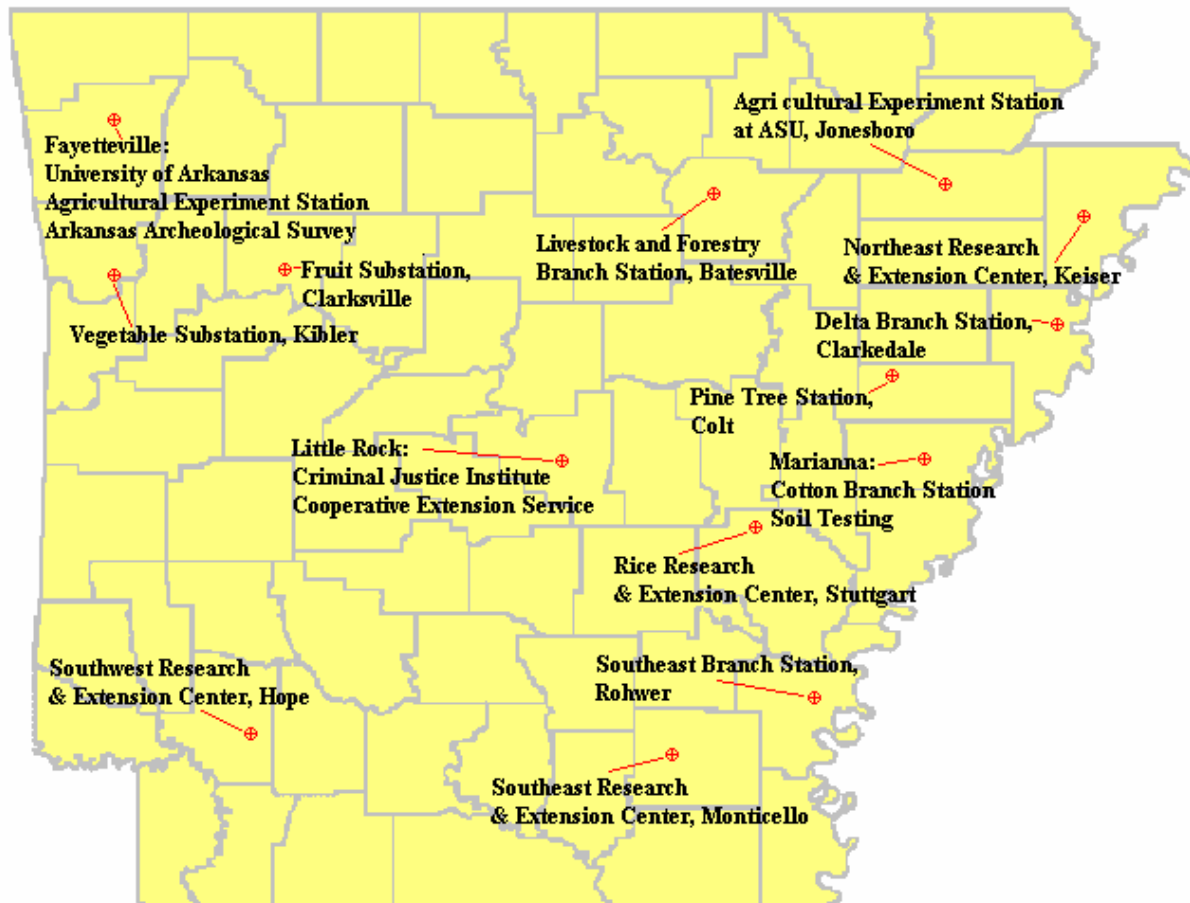 Agri cultural Experiment Station
at ASU, Jonesboro
Fayetteville:
University of Arkansas
Agricultural Experiment Station
Arkansas Archeological Survey
Livestock and Forestry
Branch Station, Batesville
Northeast Research
& Extension Center, Keiser
Fruit Substation,
Clarksville
Vegetable Substation, Kibler
Delta Branch Station,
Clarkedale
Pine Tree Station,
Colt
Little Rock:
Criminal Justice Institute
Cooperative Extension Service
Marianna:
Cotton Branch Station
Soil Testing
Rice Research
& Extension Center, Stuttgart
Southwest Research
& Extension Center, Hope
Southeast Branch Station,
Rohwer
Southeast Research
& Extension Center, Monticello